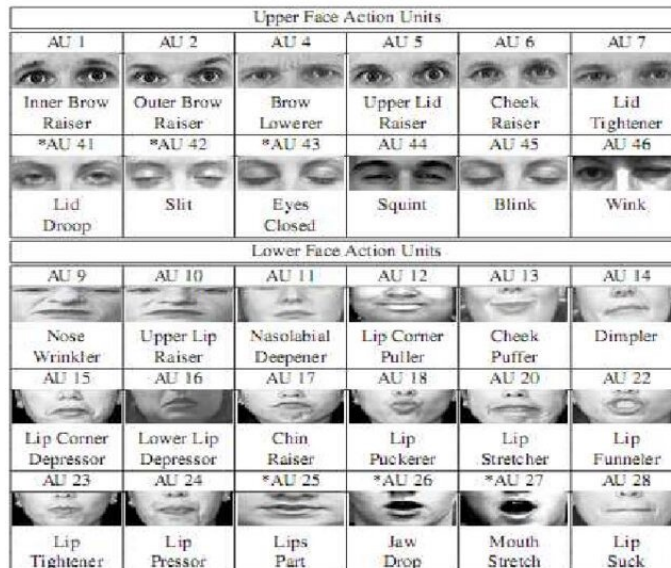 Upper Face Action Units
AU 1 AU 2 AU 4 AU 5 AU 6 AU 7
Inner Brow Outer Brow Brow Upper Lid Cheek Lid
Raiser Raiser Lowerer Raiser Raiser Tightener
*AU 41 *AU 42 *AU 43 AU 44 AU 45 AU 46
Lid Slit Eyes Squint Blink Wink
Droop Closed
Lower Face Action Units
AU 9 AU 10 AU 11 AU 12 AU 13 AU 14
Nose Upper Lip Nasolabial Lip Corner Cheek Dimpler
Wrinkler Raiser Deepener Puller Puffer
AU 15 AU 16 AU 17 AU 18 AU 20 AU 22
Lip Corner Lower Lip Chin Lip Lip Lip
Depressor Depressor Raiser Puckerer Stretcher Funneler
AU 23 AU 24 *AU 25 *AU 26 *AU 27 AU 28
Lip Lip Lips Jaw Mouth Lip
Tightener Pressor Part Drop Stretch Suck